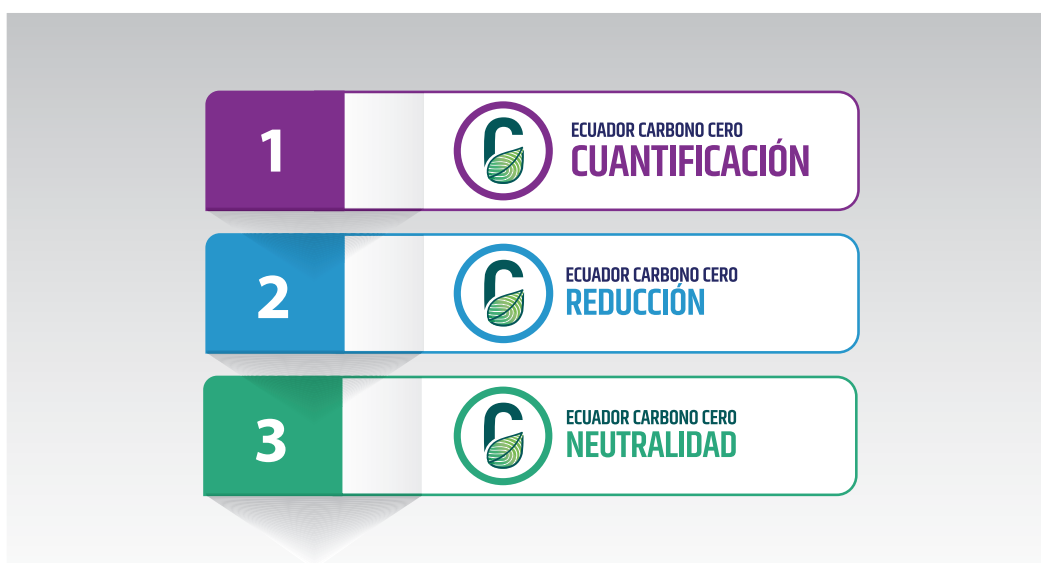 1
ECUADOR CARBONO CERO
CUANTIFICACIÓN
2
ECUADOR CARBONO CERO
REDUCCIÓN
3
ECUADOR CARBONO CERO
NEUTRALIDAD